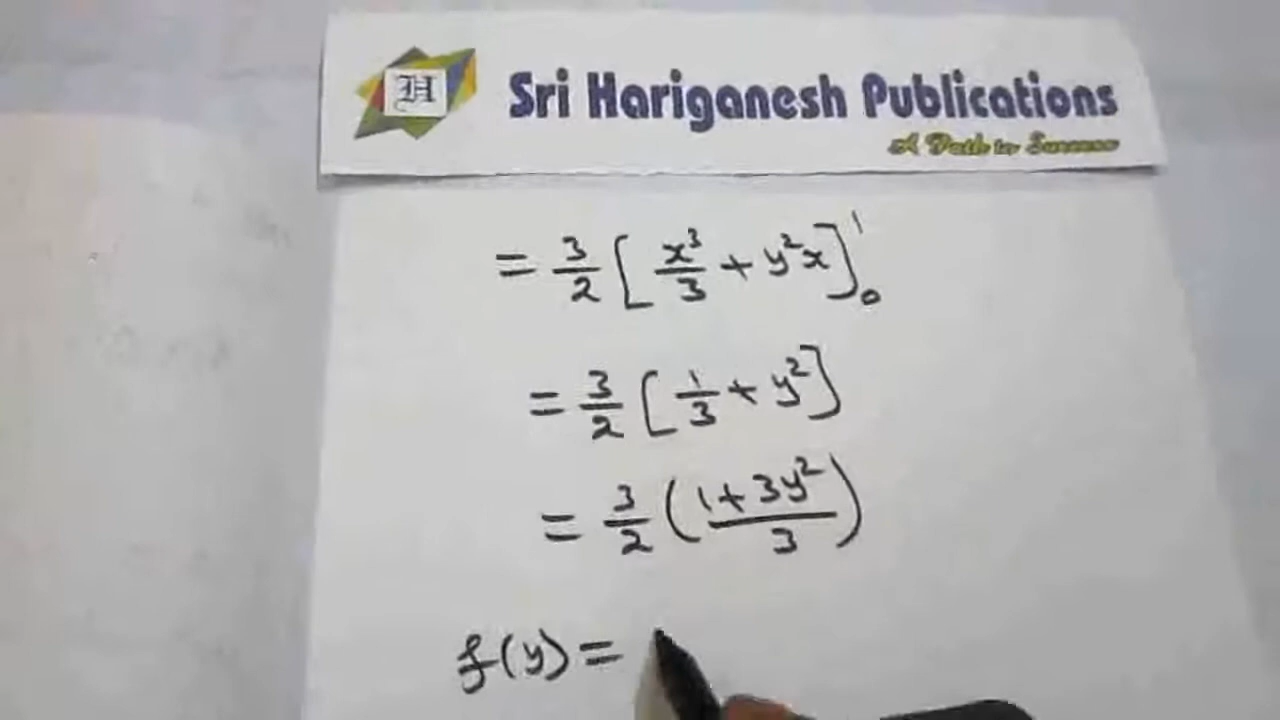 H
Sri Hariganesh Publications
A Path to Success
= 3/2 [ x³/3 + y²x ]₀¹
= 3/2 [ 1/3 + y² ]
= 3/2 ( (1 + 3y²)/3 )
f(y) =